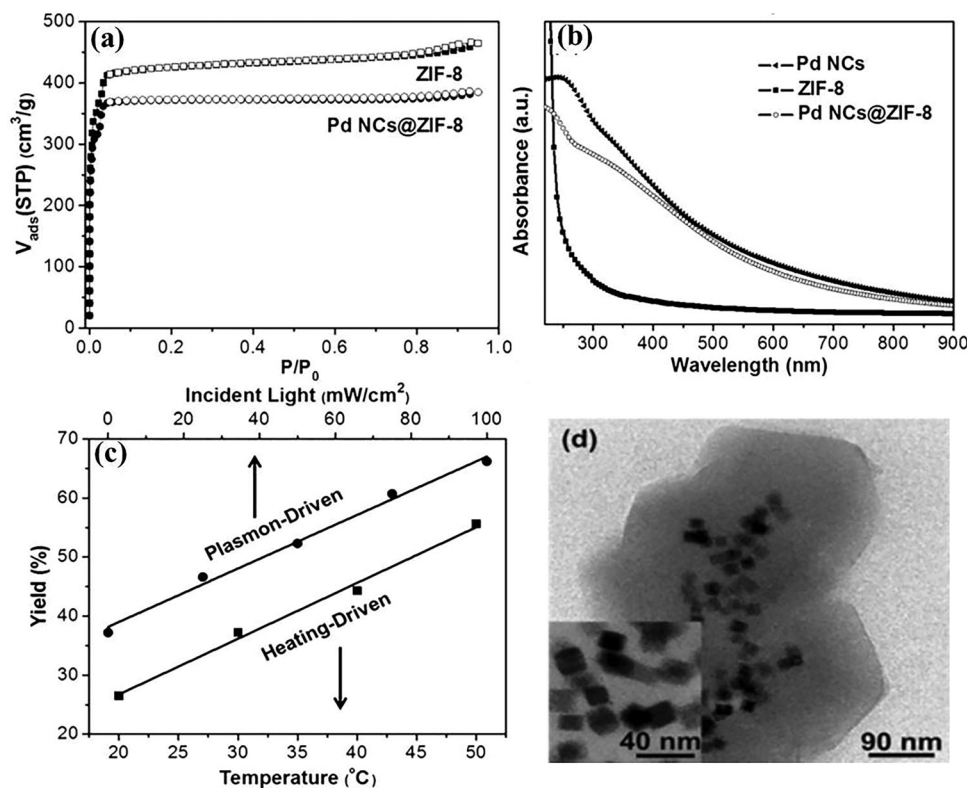 (a)
500
400
300
200
100
0
V_ads(STP) (cm³/g)
ZIF-8
Pd NCs@ZIF-8
0.0 0.2 0.4 0.6 0.8 1.0
P/P₀
(b)
Pd NCs
ZIF-8
Pd NCs@ZIF-8
Absorbance (a.u.)
300 400 500 600 700 800 900
Wavelength (nm)
Incident Light (mW/cm²)
0 20 40 60 80 100
(c)
70
60
50
40
30
20
Yield (%)
Plasmon-Driven
Heating-Driven
20 25 30 35 40 45 50
Temperature (°C)
(d)
40 nm
90 nm